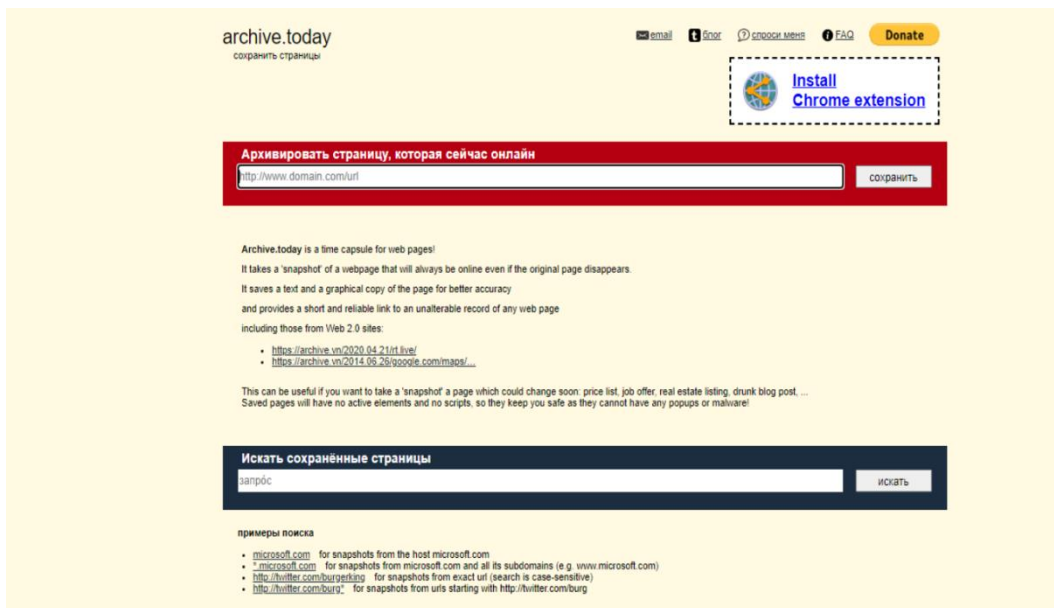 archive.today
сохранить страницы
email блог спроси меня FAQ Donate
Install
Chrome extension
Архивировать страницу, которая сейчас онлайн
http://www.domain.com/url сохранить
Archive.today is a time capsule for web pages!
It takes a 'snapshot' of a webpage that will always be online even if the original page disappears.
It saves a text and a graphical copy of the page for better accuracy
and provides a short and reliable link to an unalterable record of any web page
including those from Web 2.0 sites:
• https://archive.vn/2020.04.21/rt.live/
• https://archive.vn/2014.06.26/google.com/maps/…
This can be useful if you want to take a 'snapshot' a page which could change soon: price list, job offer, real estate listing, drunk blog post, ...
Saved pages will have no active elements and no scripts, so they keep you safe as they cannot have any popups or malware!
Искать сохранённые страницы
запро́с искать
примеры поиска
• microsoft.com for snapshots from the host microsoft.com
• *.microsoft.com for snapshots from microsoft.com and all its subdomains (e.g. www.microsoft.com)
• http://twitter.com/burgerking for snapshots from exact url (search is case-sensitive)
• http://twitter.com/burg* for snapshots from urls starting with http://twitter.com/burg